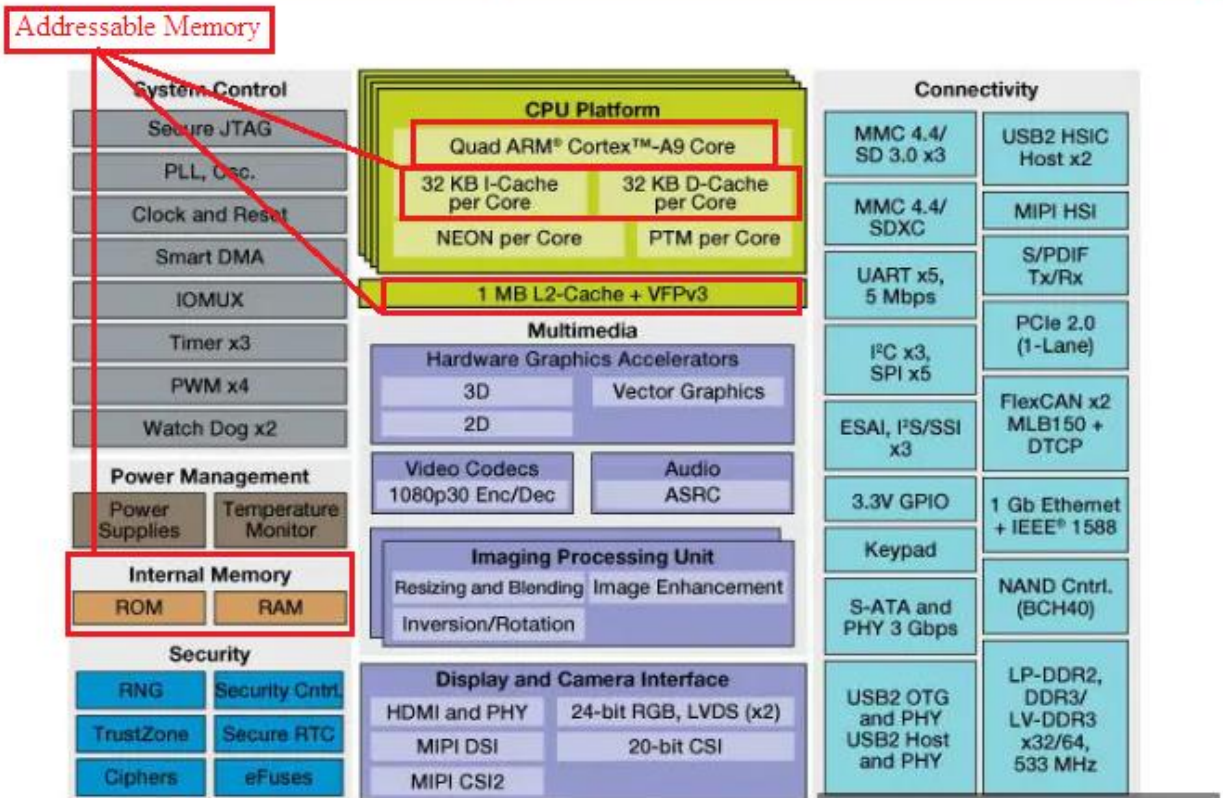 Addressable Memory
System Control
Secure JTAG
PLL, Osc.
Clock and Reset
Smart DMA
IOMUX
Timer x3
PWM x4
Watch Dog x2
Power Management
Power
Supplies
Temperature
Monitor
Internal Memory
ROM
RAM
Security
RNG
Security Cntrl.
TrustZone
Secure RTC
Ciphers
eFuses
CPU Platform
Quad ARM® Cortex™-A9 Core
32 KB I-Cache
per Core
32 KB D-Cache
per Core
NEON per Core
PTM per Core
1 MB L2-Cache + VFPv3
Multimedia
Hardware Graphics Accelerators
3D
Vector Graphics
2D
Video Codecs
1080p30 Enc/Dec
Audio
ASRC
Imaging Processing Unit
Resizing and Blending
Image Enhancement
Inversion/Rotation
Display and Camera Interface
HDMI and PHY
24-bit RGB, LVDS (x2)
MIPI DSI
20-bit CSI
MIPI CSI2
Connectivity
MMC 4.4/
SD 3.0 x3
MMC 4.4/
SDXC
UART x5,
5 Mbps
I²C x3,
SPI x5
ESAI, I²S/SSI
x3
3.3V GPIO
Keypad
S-ATA and
PHY 3 Gbps
USB2 OTG
and PHY
USB2 Host
and PHY
USB2 HSIC
Host x2
MIPI HSI
S/PDIF
Tx/Rx
PCIe 2.0
(1-Lane)
FlexCAN x2
MLB150 +
DTCP
1 Gb Ethernet
+ IEEE® 1588
NAND Cntrl.
(BCH40)
LP-DDR2,
DDR3/
LV-DDR3
x32/64,
533 MHz